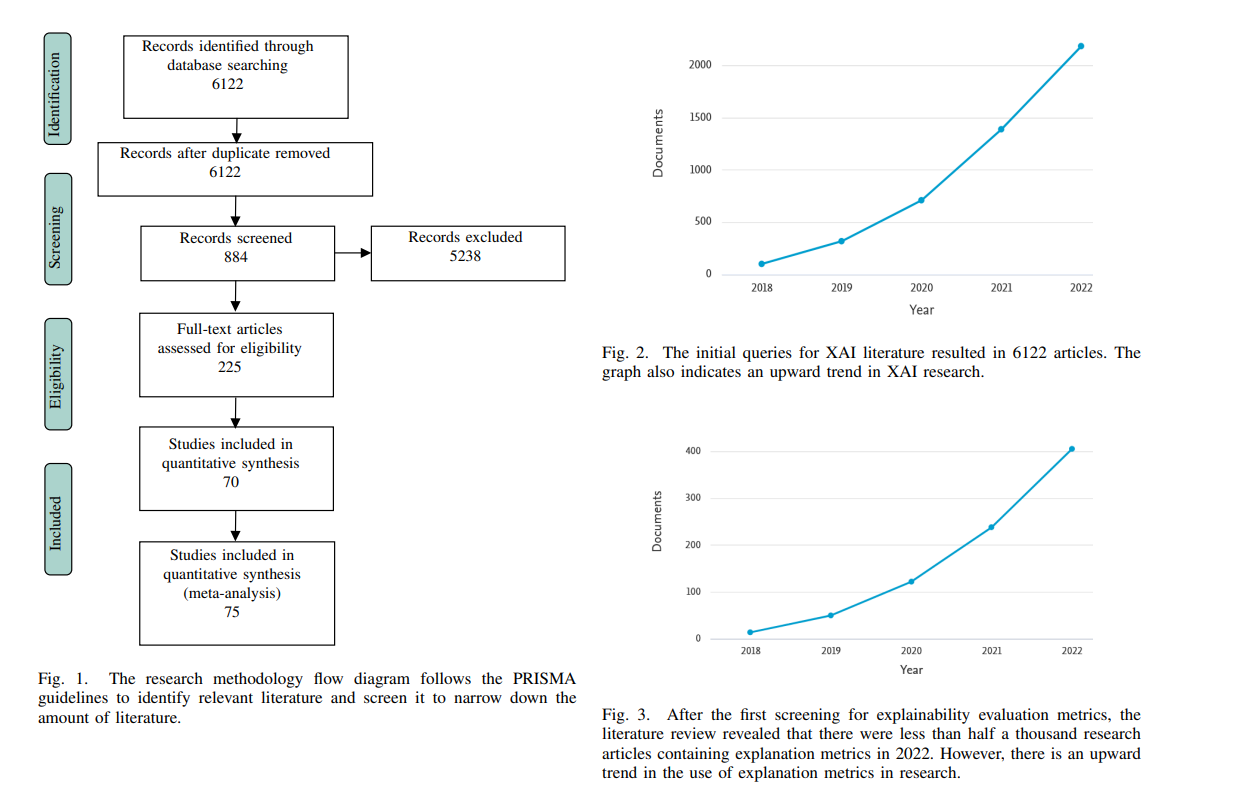 Identification
Records identified through
database searching
6122
Records after duplicate removed
6122
Screening
Records screened
884
Records excluded
5238
Eligibility
Full-text articles
assessed for eligibility
225
Included
Studies included in
quantitative synthesis
70
Studies included in
quantitative synthesis
(meta-analysis)
75
Fig. 1. The research methodology flow diagram follows the PRISMA
guidelines to identify relevant literature and screen it to narrow down the
amount of literature.
Documents
2000
1500
1000
500
0
2018 2019 2020 2021 2022
Year
Fig. 2. The initial queries for XAI literature resulted in 6122 articles. The
graph also indicates an upward trend in XAI research.
Documents
400
300
200
100
0
2018 2019 2020 2021 2022
Year
Fig. 3. After the first screening for explainability evaluation metrics, the
literature review revealed that there were less than half a thousand research
articles containing explanation metrics in 2022. However, there is an upward
trend in the use of explanation metrics in research.